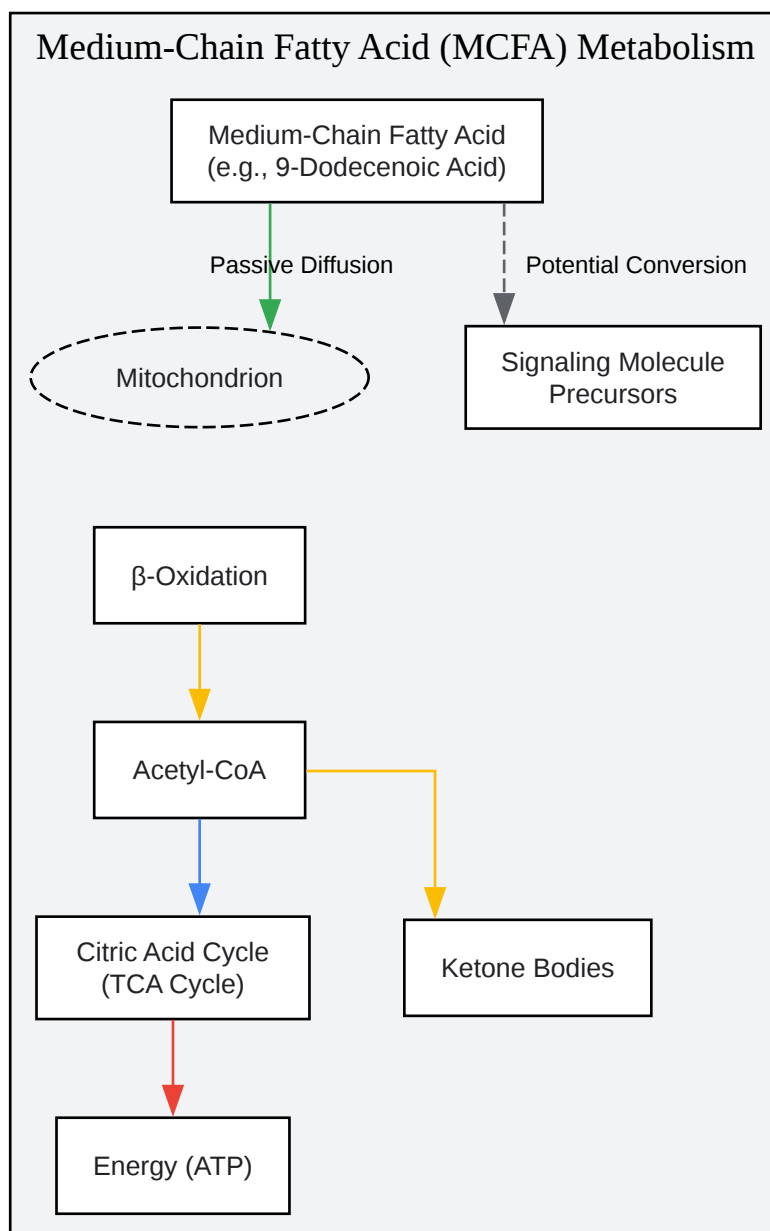 Medium-Chain Fatty Acid (MCFA) Metabolism
Medium-Chain Fatty Acid
(e.g., 9-Dodecenoic Acid)
Passive Diffusion
Potential Conversion
Mitochondrion
Signaling Molecule
Precursors
β-Oxidation
Acetyl-CoA
Citric Acid Cycle
(TCA Cycle)
Ketone Bodies
Energy (ATP)